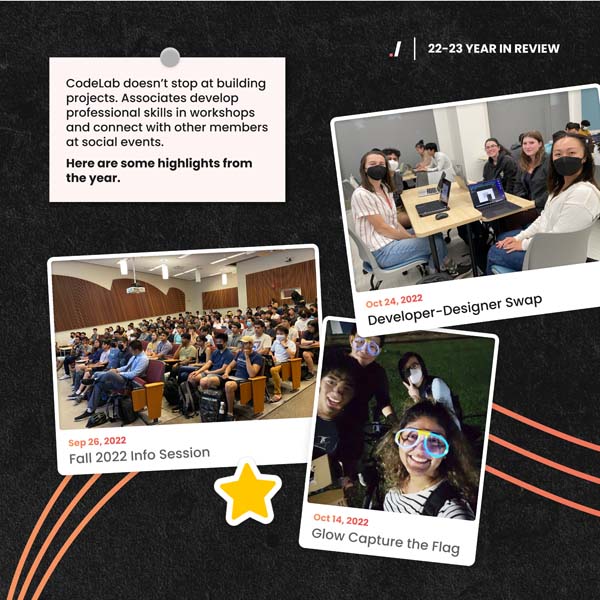 22-23 YEAR IN REVIEW
CodeLab doesn’t stop at building
projects. Associates develop
professional skills in workshops
and connect with other members
at social events.
Here are some highlights from
the year.
Oct 24, 2022
Developer-Designer Swap
Sep 26, 2022
Fall 2022 Info Session
Oct 14, 2022
Glow Capture the Flag